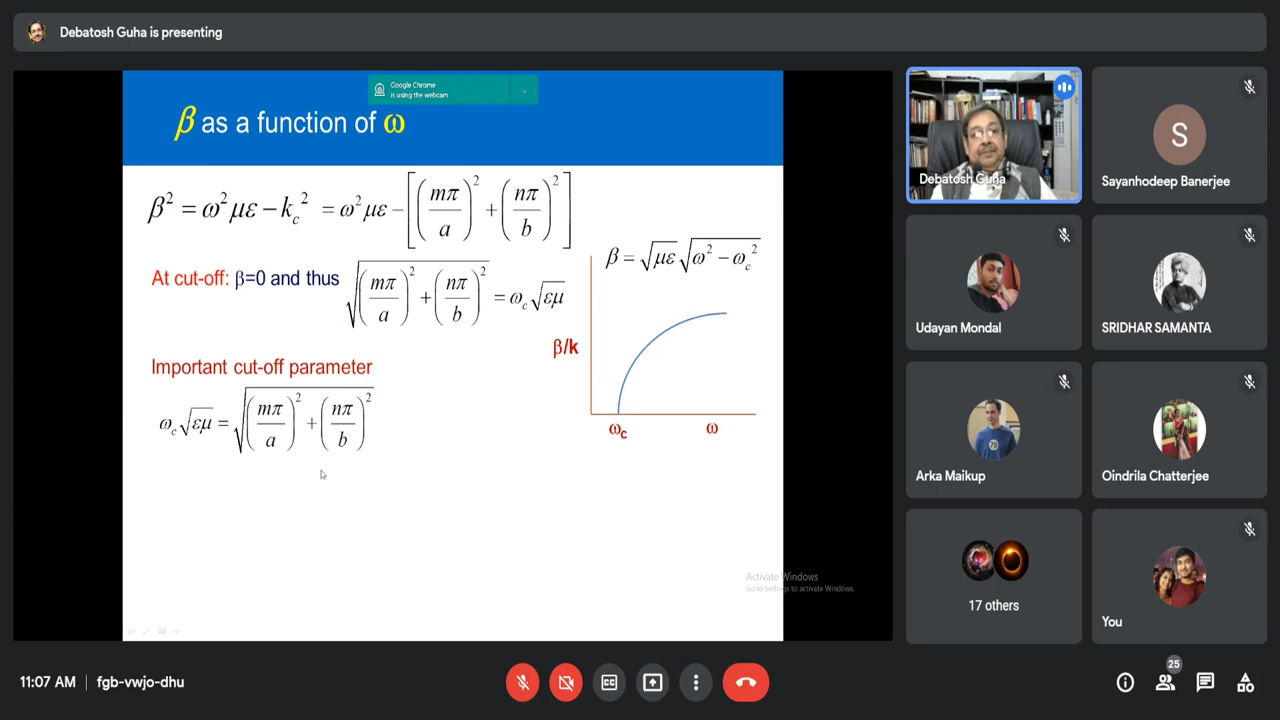 Debatosh Guha is presenting
Google Chrome
is using the webcam
β as a function of ω
β² = ω²με − k_c² = ω²με − [(mπ/a)² + (nπ/b)²]
β = √με √(ω² − ω_c²)
At cut-off: β=0 and thus √((mπ/a)² + (nπ/b)²) = ω_c √εμ
β/k
Important cut-off parameter
ω_c √εμ = √((mπ/a)² + (nπ/b)²)
ω_c ω
Activate Windows
Go to Settings to activate Windows.
Debatosh Guha
S
Sayanhodeep Banerjee
Udayan Mondal
SRIDHAR SAMANTA
Arka Maikup
Oindrila Chatterjee
17 others
You
11:07 AM | fgb-vwjo-dhu
25